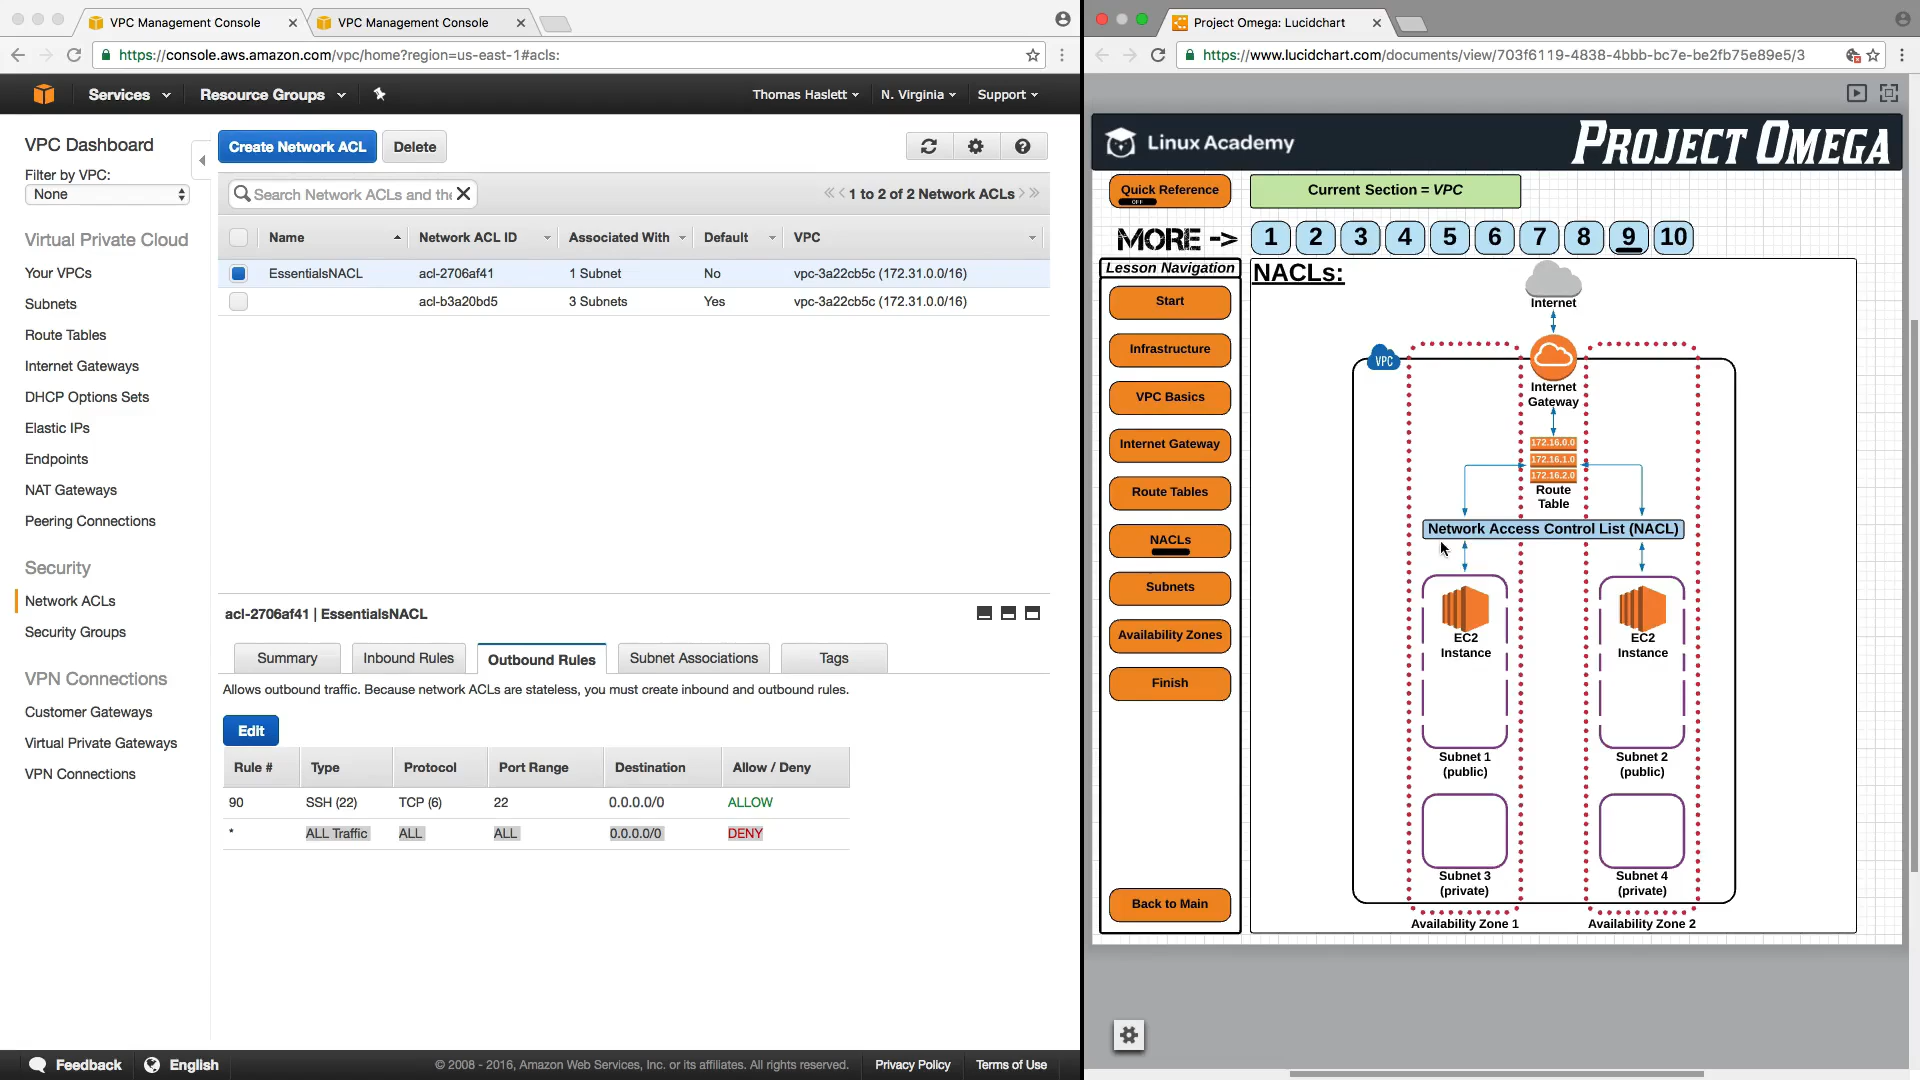 VPC Management Console
VPC Management Console
https://console.aws.amazon.com/vpc/home?region=us-east-1#acls:
Services
Resource Groups
Thomas Haslett
N. Virginia
Support
VPC Dashboard
Filter by VPC:
None
Virtual Private Cloud
Your VPCs
Subnets
Route Tables
Internet Gateways
DHCP Options Sets
Elastic IPs
Endpoints
NAT Gateways
Peering Connections
Security
Network ACLs
Security Groups
VPN Connections
Customer Gateways
Virtual Private Gateways
VPN Connections
Create Network ACL
Delete
Search Network ACLs and the
1 to 2 of 2 Network ACLs
Name Network ACL ID Associated With Default VPC
EssentialsNACL acl-2706af41 1 Subnet No vpc-3a22cb5c (172.31.0.0/16)
acl-b3a20bd5 3 Subnets Yes vpc-3a22cb5c (172.31.0.0/16)
acl-2706af41 | EssentialsNACL
Summary
Inbound Rules
Outbound Rules
Subnet Associations
Tags
Allows outbound traffic. Because network ACLs are stateless, you must create inbound and outbound rules.
Edit
Rule # Type Protocol Port Range Destination Allow / Deny
90 SSH (22) TCP (6) 22 0.0.0.0/0 ALLOW
* ALL Traffic ALL ALL 0.0.0.0/0 DENY
Feedback
English
© 2008 - 2016, Amazon Web Services, Inc. or its affiliates. All rights reserved.
Privacy Policy
Terms of Use
Project Omega: Lucidchart
https://www.lucidchart.com/documents/view/703f6119-4838-4bbb-bc7e-be2fb75e89e5/3
Linux Academy
PROJECT OMEGA
Quick Reference
OFF
Current Section = VPC
MORE -> 1 2 3 4 5 6 7 8 9 10
Lesson Navigation
Start
Infrastructure
VPC Basics
Internet Gateway
Route Tables
NACLs
Subnets
Availability Zones
Finish
Back to Main
NACLs:
Internet
VPC
Internet
Gateway
172.16.0.0
172.16.1.0
172.16.2.0
Route
Table
Network Access Control List (NACL)
EC2
Instance
EC2
Instance
Subnet 1
(public)
Subnet 2
(public)
Subnet 3
(private)
Subnet 4
(private)
Availability Zone 1
Availability Zone 2